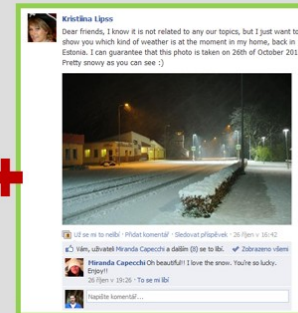 Kristiina Lipss
Dear friends, I know it is not related to any our topics, but I just want to
show you which kind of weather is at the moment in my home, back in
Estonia. I can guarantee that this photo is taken on 26th of October 201
Pretty snowy as you can see :)
Už se mi to nelíbí · Přidat komentář · Sledovat příspěvek · 26 říjen v 16:42
Vám, uživateli Miranda Capecchi a dalším (8) se to líbí.
Zobrazeno všemi
Miranda Capecchi Oh beautiful!! I love the snow. You're so lucky.
Enjoy!!
26 říjen v 19:26 · To se mi líbí
Napište komentář...